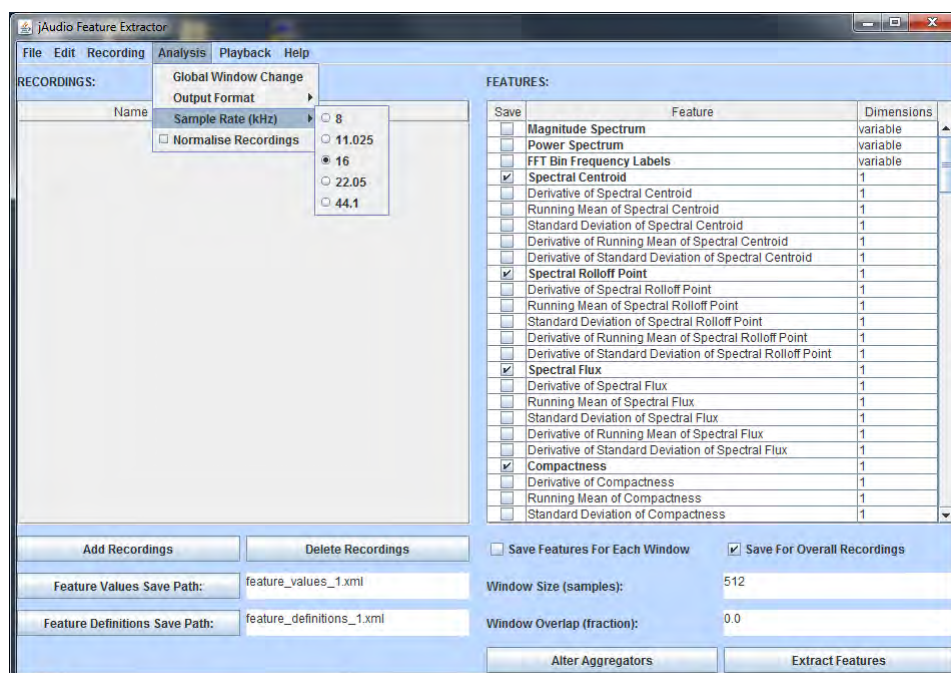 jAudio Feature Extractor
File Edit Recording Analysis Playback Help
RECORDINGS:
Name
Global Window Change
Output Format
Sample Rate (kHz)
Normalise Recordings
8
11.025
16
22.05
44.1
FEATURES:
Save Feature Dimensions
Magnitude Spectrum variable
Power Spectrum variable
FFT Bin Frequency Labels variable
Spectral Centroid 1
Derivative of Spectral Centroid 1
Running Mean of Spectral Centroid 1
Standard Deviation of Spectral Centroid 1
Derivative of Running Mean of Spectral Centroid 1
Derivative of Standard Deviation of Spectral Centroid 1
Spectral Rolloff Point 1
Derivative of Spectral Rolloff Point 1
Running Mean of Spectral Rolloff Point 1
Standard Deviation of Spectral Rolloff Point 1
Derivative of Running Mean of Spectral Rolloff Point 1
Derivative of Standard Deviation of Spectral Rolloff Point 1
Spectral Flux 1
Derivative of Spectral Flux 1
Running Mean of Spectral Flux 1
Standard Deviation of Spectral Flux 1
Derivative of Running Mean of Spectral Flux 1
Derivative of Standard Deviation of Spectral Flux 1
Compactness 1
Derivative of Compactness 1
Running Mean of Compactness 1
Standard Deviation of Compactness 1
Add Recordings Delete Recordings
Feature Values Save Path: feature_values_1.xml
Feature Definitions Save Path: feature_definitions_1.xml
Save Features For Each Window Save For Overall Recordings
Window Size (samples): 512
Window Overlap (fraction): 0.0
Alter Aggregators Extract Features